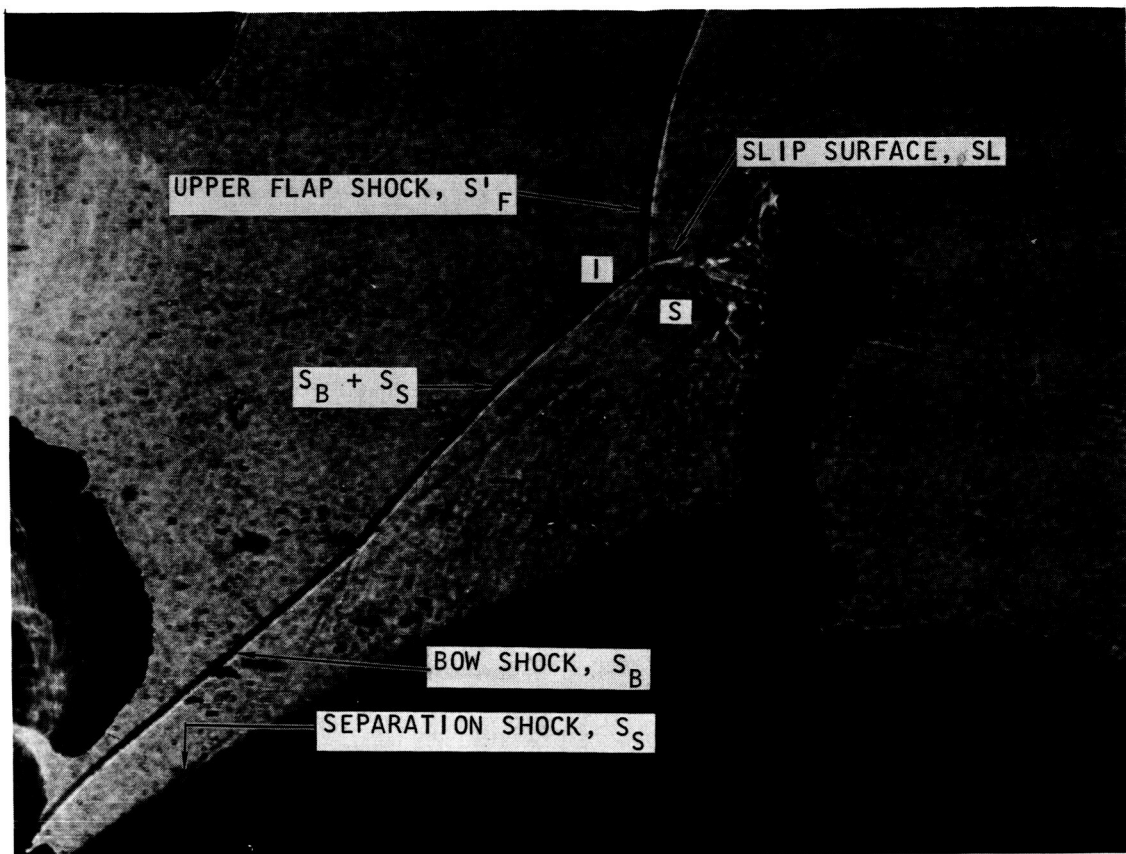 SLIP SURFACE, SL
UPPER FLAP SHOCK, S'F
I
S
SB + SS
BOW SHOCK, SB
SEPARATION SHOCK, SS